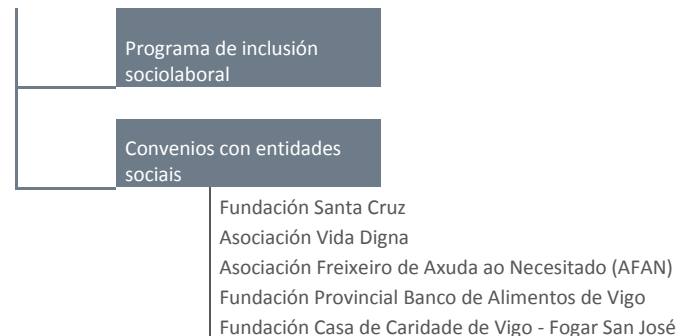 Programa de inclusión
sociolaboral
Convenios con entidades
sociais
Fundación Santa Cruz
Asociación Vida Digna
Asociación Freixeiro de Axuda ao Necesitado (AFAN)
Fundación Provincial Banco de Alimentos de Vigo
Fundación Casa de Caridade de Vigo - Fogar San José